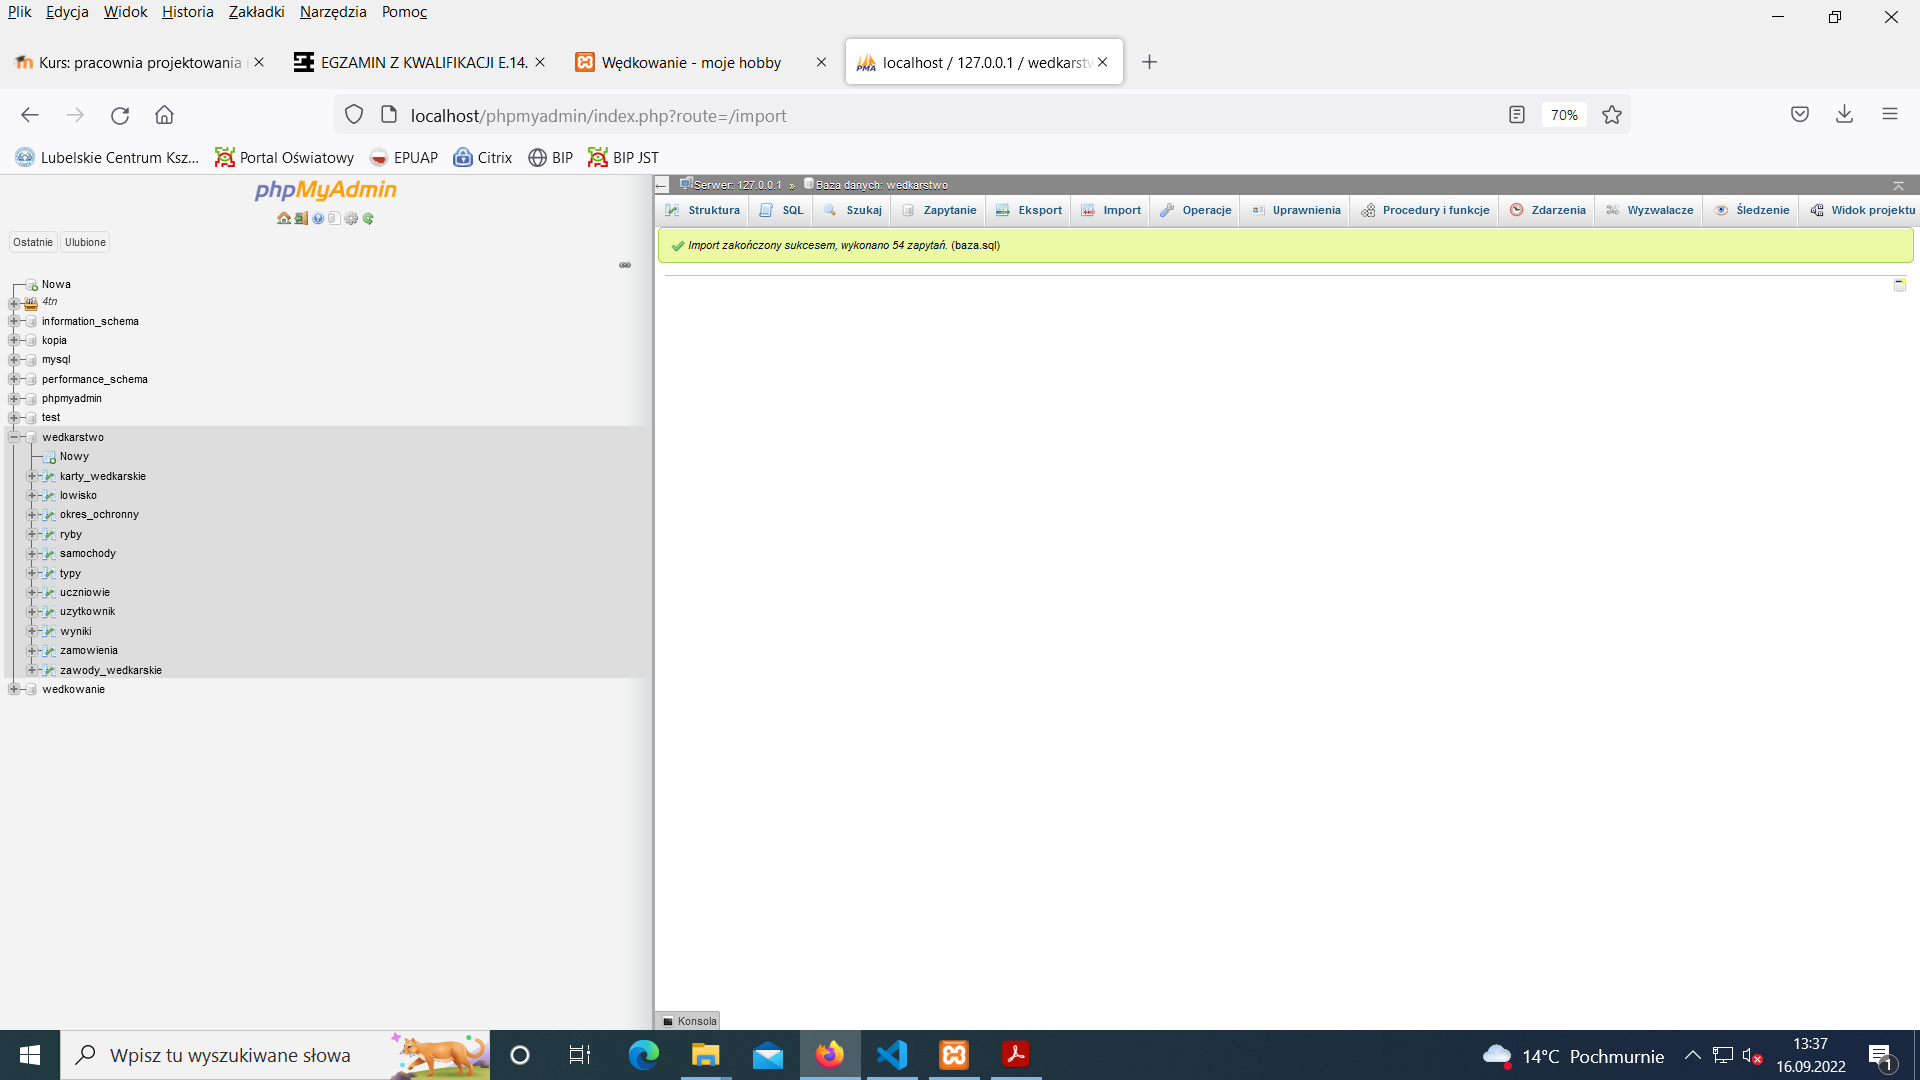 Plik Edycja Widok Historia Zakładki Narzędzia Pomoc
Kurs: pracownia projektowania i
EGZAMIN Z KWALIFIKACJI E.14.
Wędkowanie - moje hobby
localhost / 127.0.0.1 / wedkarstw
localhost/phpmyadmin/index.php?route=/import
70%
Lubelskie Centrum Ksz...
Portal Oświatowy
EPUAP
Citrix
BIP
BIP JST
phpMyAdmin
Ostatnie
Ulubione
Nowa
4tn
information_schema
kopia
mysql
performance_schema
phpmyadmin
test
wedkarstwo
Nowy
karty_wedkarskie
lowisko
okres_ochronny
ryby
samochody
typy
uczniowie
uzytkownik
wyniki
zamowienia
zawody_wedkarskie
wedkowanie
Serwer: 127.0.0.1 » Baza danych: wedkarstwo
Struktura
SQL
Szukaj
Zapytanie
Eksport
Import
Operacje
Uprawnienia
Procedury i funkcje
Zdarzenia
Wyzwalacze
Śledzenie
Widok projektu
Import zakończony sukcesem, wykonano 54 zapytań. (baza.sql)
Konsola
Wpisz tu wyszukiwane słowa
14°C Pochmurnie
13:37
16.09.2022
1